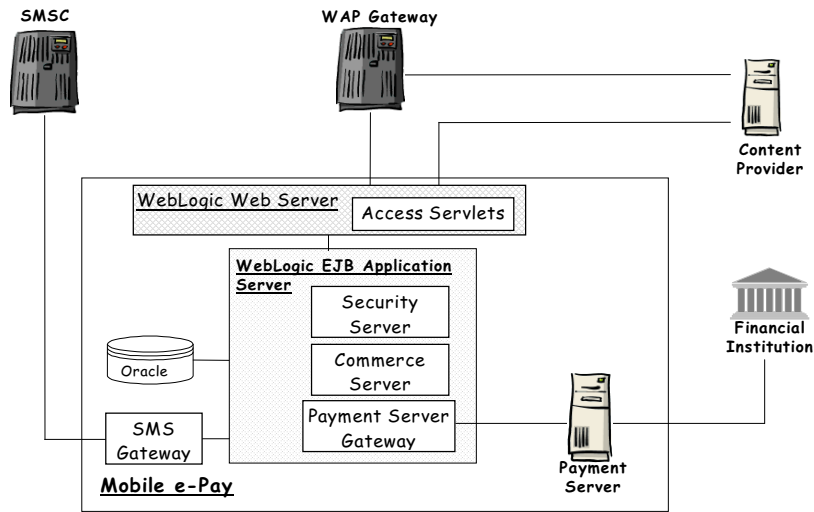 SMSC
WAP Gateway
Content
Provider
WebLogic Web Server
Access Servlets
WebLogic EJB Application
Server
Security
Server
Commerce
Server
Payment Server
Gateway
Oracle
SMS
Gateway
Financial
Institution
Payment
Server
Mobile e-Pay